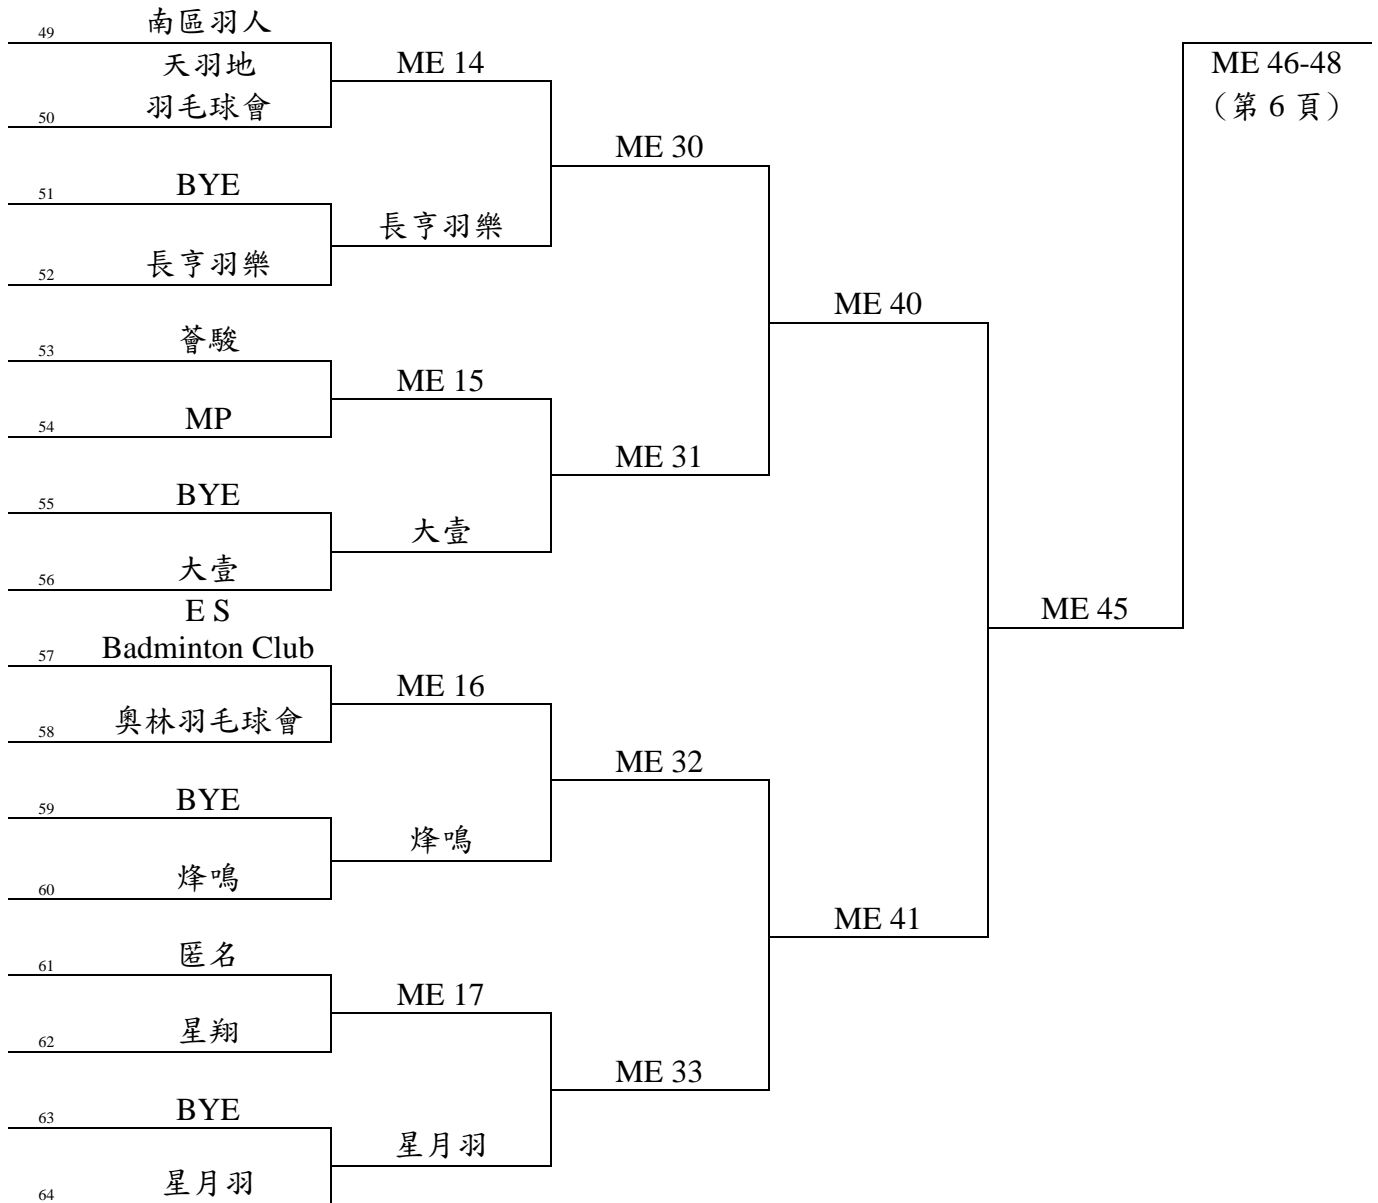 49 南區羽人
天羽地
50 羽毛球會
ME 14
51 BYE
52 長亨羽樂
長亨羽樂
ME 30
53 薈駿
54 MP
ME 15
55 BYE
56 大壹
大壹
ME 31
ME 40
E S
57 Badminton Club
58 奧林羽毛球會
ME 16
59 BYE
60 烽鳴
烽鳴
ME 32
61 匿名
62 星翔
ME 17
63 BYE
64 星月羽
星月羽
ME 33
ME 41
ME 45
ME 46-48
（第 6 頁）